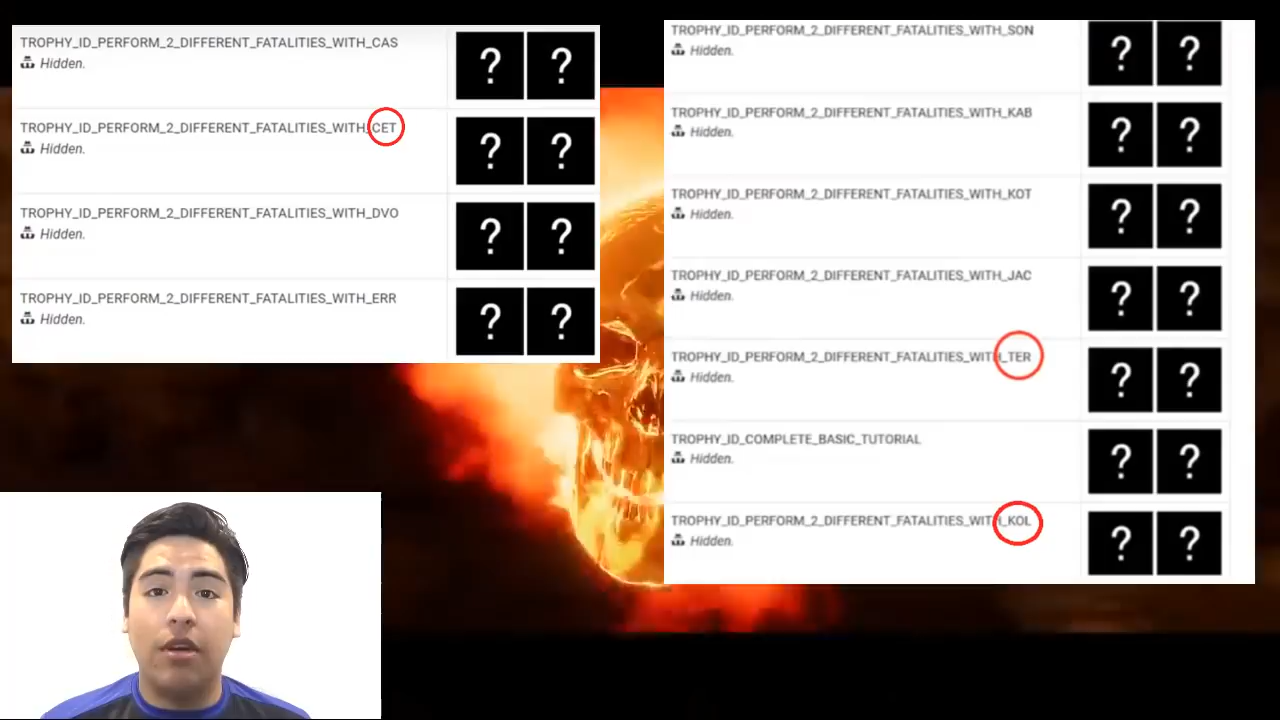 TROPHY_ID_PERFORM_2_DIFFERENT_FATALITIES_WITH_CAS
Hidden.
? ?
TROPHY_ID_PERFORM_2_DIFFERENT_FATALITIES_WITH_CET
Hidden.
? ?
TROPHY_ID_PERFORM_2_DIFFERENT_FATALITIES_WITH_DVO
Hidden.
? ?
TROPHY_ID_PERFORM_2_DIFFERENT_FATALITIES_WITH_ERR
Hidden.
? ?
TROPHY_ID_PERFORM_2_DIFFERENT_FATALITIES_WITH_SON
Hidden.
? ?
TROPHY_ID_PERFORM_2_DIFFERENT_FATALITIES_WITH_KAB
Hidden.
? ?
TROPHY_ID_PERFORM_2_DIFFERENT_FATALITIES_WITH_KOT
Hidden.
? ?
TROPHY_ID_PERFORM_2_DIFFERENT_FATALITIES_WITH_JAC
Hidden.
? ?
TROPHY_ID_PERFORM_2_DIFFERENT_FATALITIES_WITH_TER
Hidden.
? ?
TROPHY_ID_COMPLETE_BASIC_TUTORIAL
Hidden.
? ?
TROPHY_ID_PERFORM_2_DIFFERENT_FATALITIES_WITH_KOL
Hidden.
? ?